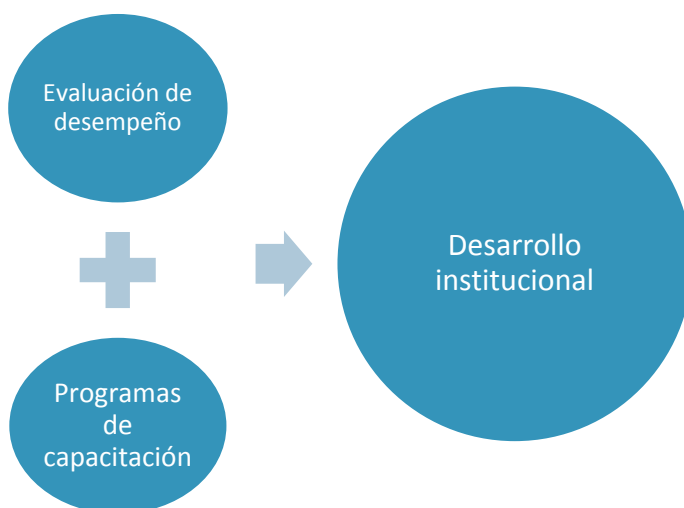 Evaluación de
desempeño
Programas
de
capacitación
Desarrollo
institucional